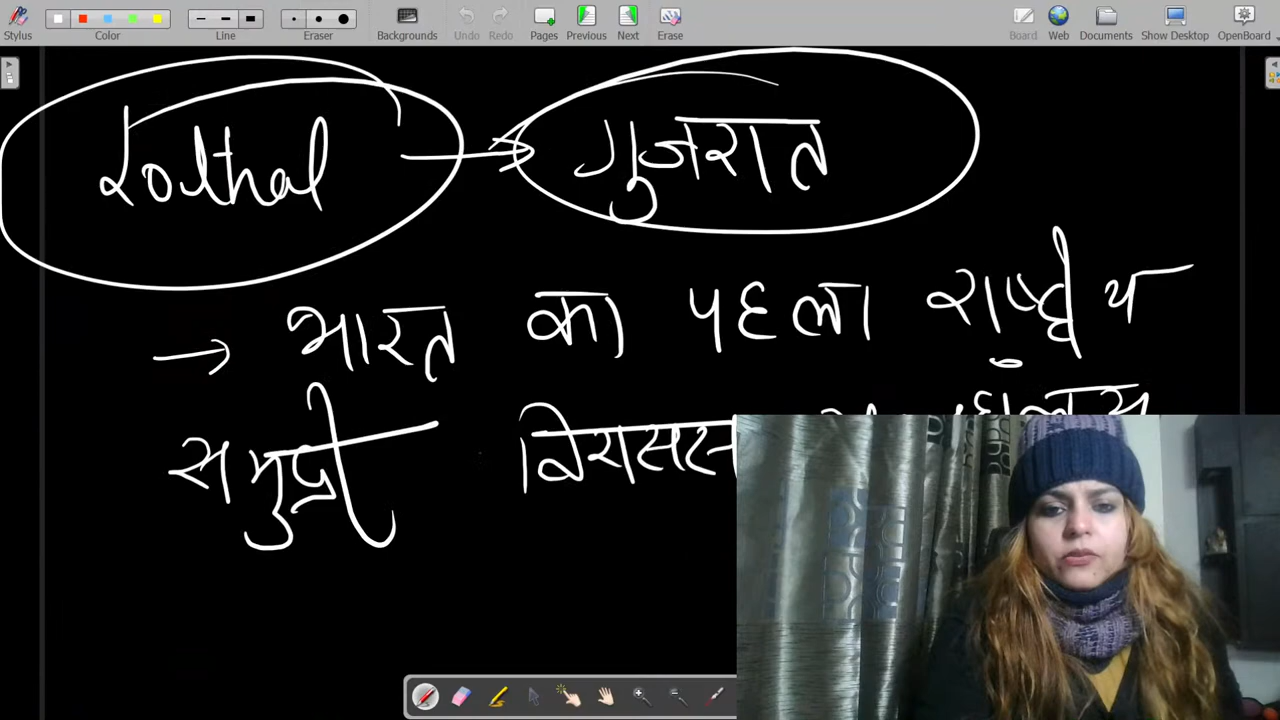 Stylus Color Line Eraser Backgrounds Undo Redo Pages Previous Next Erase Board Web Documents Show Desktop OpenBoard
Lothal → गुजरात
→ भारत का पहला राष्ट्रीय
समुद्री विरासत